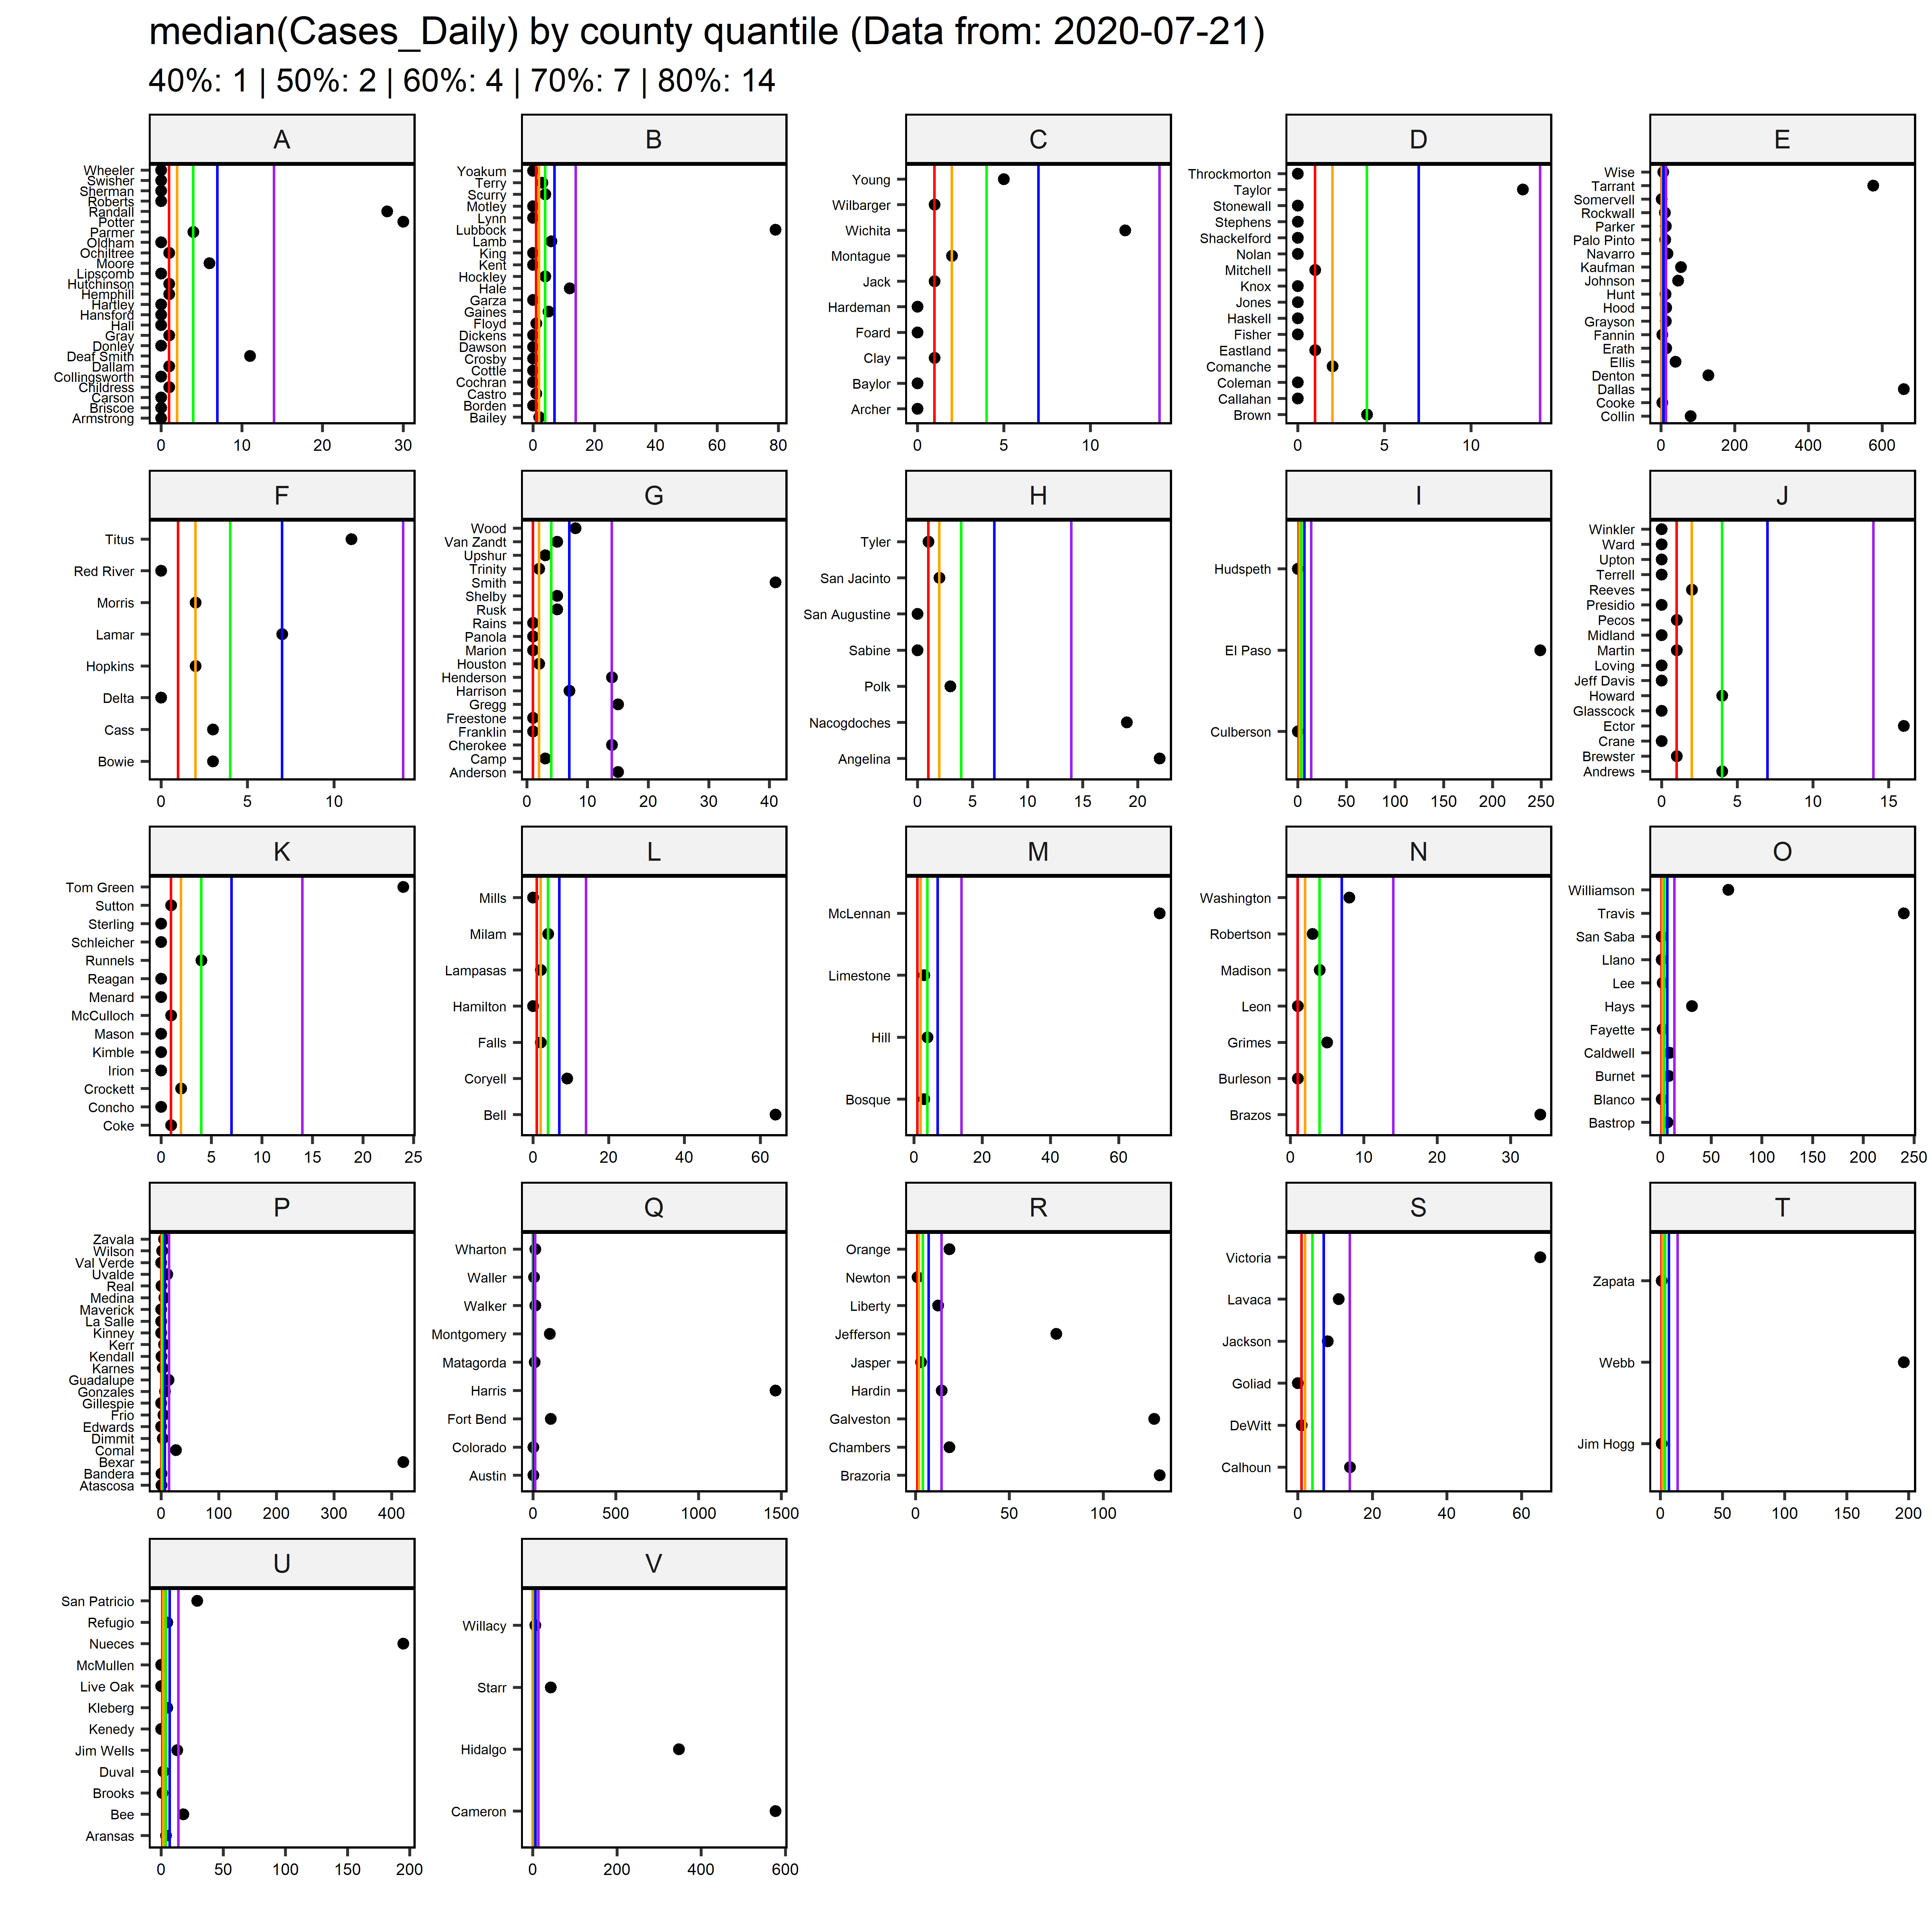 median(Cases_Daily) by county quantile (Data from: 2020-07-21)
40%: 1 | 50%: 2 | 60%: 4 | 70%: 7 | 80%: 14
A
Wheeler
Swisher
Sherman
Roberts
Randall
Potter
Parmer
Oldham
Ochiltree
Moore
Lipscomb
Hutchinson
Hemphill
Hartley
Hansford
Hall
Gray
Donley
Deaf Smith
Dallam
Collingsworth
Childress
Carson
Briscoe
Armstrong
0 10 20 30
B
Yoakum
Terry
Scurry
Motley
Lynn
Lubbock
Lamb
King
Kent
Hockley
Hale
Garza
Gaines
Floyd
Dickens
Dawson
Crosby
Cottle
Cochran
Castro
Borden
Bailey
0 20 40 60 80
C
Young
Wilbarger
Wichita
Montague
Jack
Hardeman
Foard
Clay
Baylor
Archer
0 5 10
D
Throckmorton
Taylor
Stonewall
Stephens
Shackelford
Nolan
Mitchell
Knox
Jones
Haskell
Fisher
Eastland
Comanche
Coleman
Callahan
Brown
0 5 10
E
Wise
Tarrant
Somervell
Rockwall
Parker
Palo Pinto
Navarro
Kaufman
Johnson
Hunt
Hood
Grayson
Fannin
Erath
Ellis
Denton
Dallas
Cooke
Collin
0 200 400 600
F
Titus
Red River
Morris
Lamar
Hopkins
Delta
Cass
Bowie
0 5 10
G
Wood
Van Zandt
Upshur
Trinity
Smith
Shelby
Rusk
Rains
Panola
Marion
Houston
Henderson
Harrison
Gregg
Freestone
Franklin
Cherokee
Camp
Anderson
0 10 20 30 40
H
Tyler
San Jacinto
San Augustine
Sabine
Polk
Nacogdoches
Angelina
0 5 10 15 20
I
Hudspeth
El Paso
Culberson
0 50 100 150 200 250
J
Winkler
Ward
Upton
Terrell
Reeves
Presidio
Pecos
Midland
Martin
Loving
Jeff Davis
Howard
Glasscock
Ector
Crane
Brewster
Andrews
0 5 10 15
K
Tom Green
Sutton
Sterling
Schleicher
Runnels
Reagan
Menard
McCulloch
Mason
Kimble
Irion
Crockett
Concho
Coke
0 5 10 15 20 25
L
Mills
Milam
Lampasas
Hamilton
Falls
Coryell
Bell
0 20 40 60
M
McLennan
Limestone
Hill
Bosque
0 20 40 60
N
Washington
Robertson
Madison
Leon
Grimes
Burleson
Brazos
0 10 20 30
O
Williamson
Travis
San Saba
Llano
Lee
Hays
Fayette
Caldwell
Burnet
Blanco
Bastrop
0 50 100 150 200 250
P
Zavala
Wilson
Val Verde
Uvalde
Real
Medina
Maverick
La Salle
Kinney
Kerr
Kendall
Karnes
Guadalupe
Gonzales
Gillespie
Frio
Edwards
Dimmit
Comal
Bexar
Bandera
Atascosa
0 100 200 300 400
Q
Wharton
Waller
Walker
Montgomery
Matagorda
Harris
Fort Bend
Colorado
Austin
0 500 1000 1500
R
Orange
Newton
Liberty
Jefferson
Jasper
Hardin
Galveston
Chambers
Brazoria
0 50 100
S
Victoria
Lavaca
Jackson
Goliad
DeWitt
Calhoun
0 20 40 60
T
Zapata
Webb
Jim Hogg
0 50 100 150 200
U
San Patricio
Refugio
Nueces
McMullen
Live Oak
Kleberg
Kenedy
Jim Wells
Duval
Brooks
Bee
Aransas
0 50 100 150 200
V
Willacy
Starr
Hidalgo
Cameron
0 200 400 600